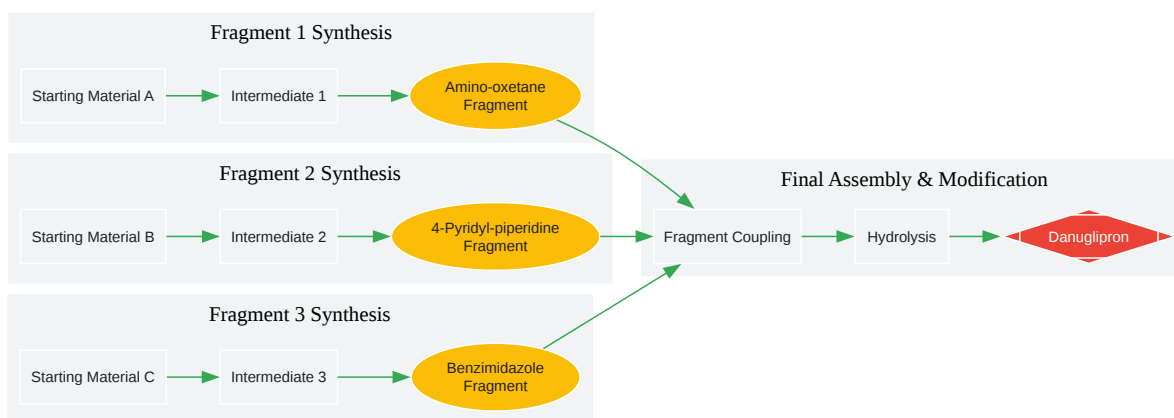 Fragment 1 Synthesis
Starting Material A
Intermediate 1
Amino-oxetane
Fragment
Fragment 2 Synthesis
Starting Material B
Intermediate 2
4-Pyridyl-piperidine
Fragment
Fragment 3 Synthesis
Starting Material C
Intermediate 3
Benzimidazole
Fragment
Final Assembly & Modification
Fragment Coupling
Hydrolysis
Danuglipron